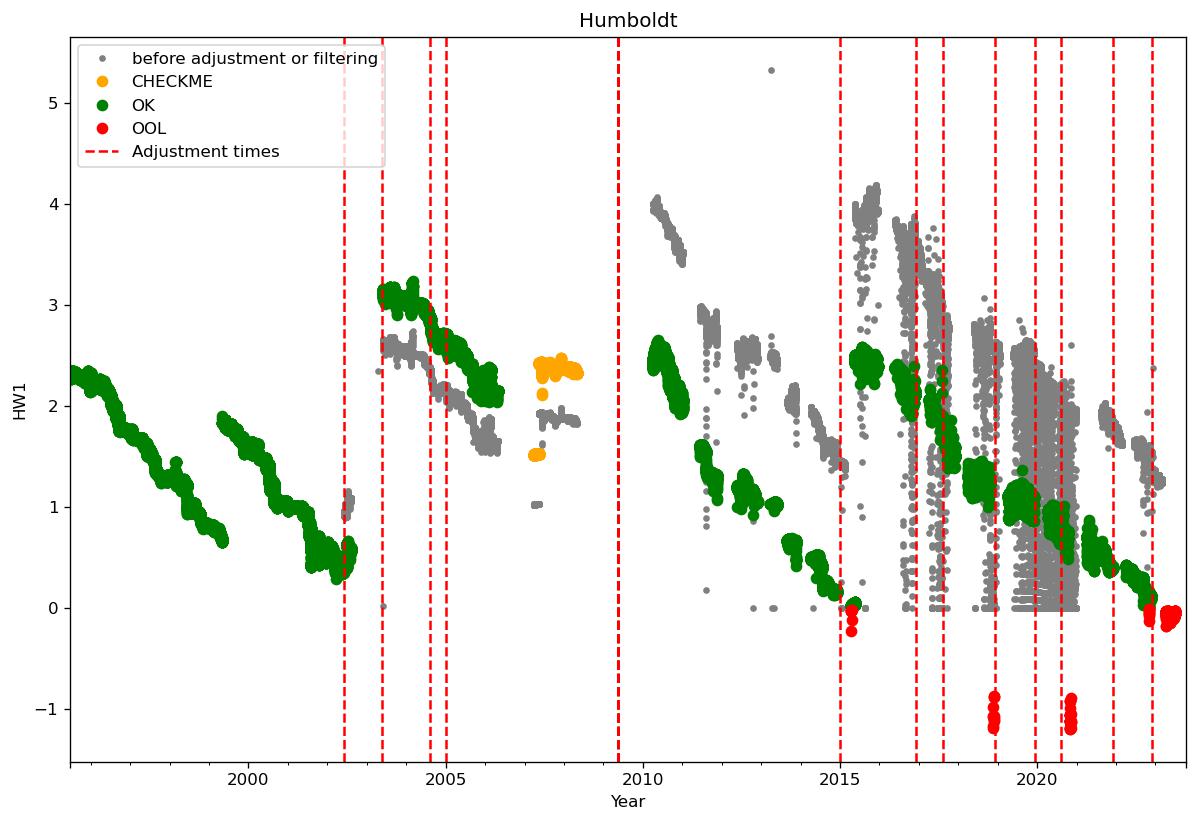 Humboldt
before adjustment or filtering
CHECKME
OK
OOL
Adjustment times
HW1
5
4
3
2
1
0
−1
2000
2005
2010
2015
2020
Year